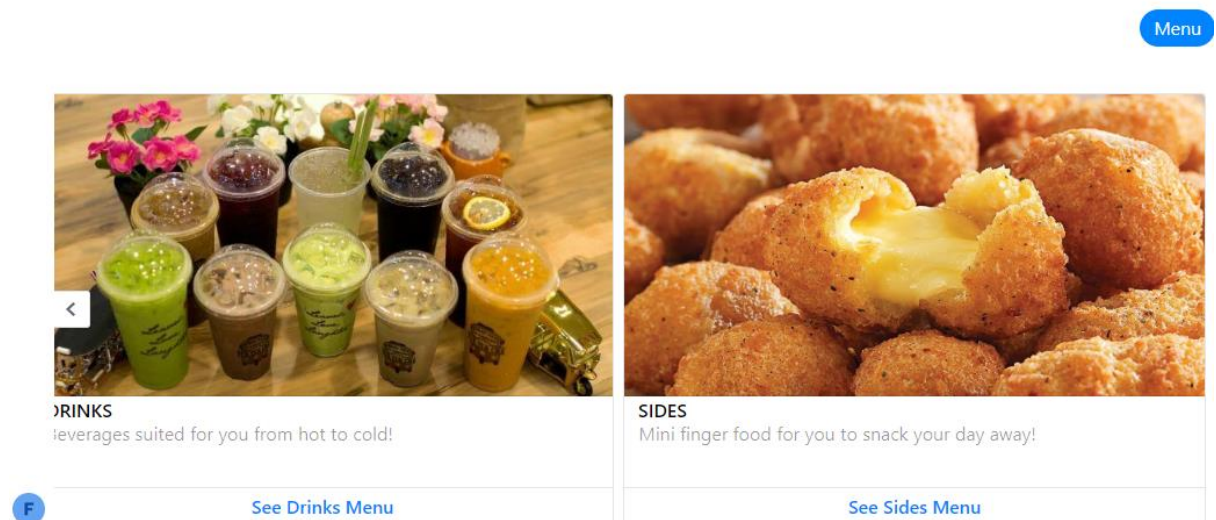 Menu
DRINKS
Beverages suited for you from hot to cold!
See Drinks Menu
SIDES
Mini finger food for you to snack your day away!
See Sides Menu
F